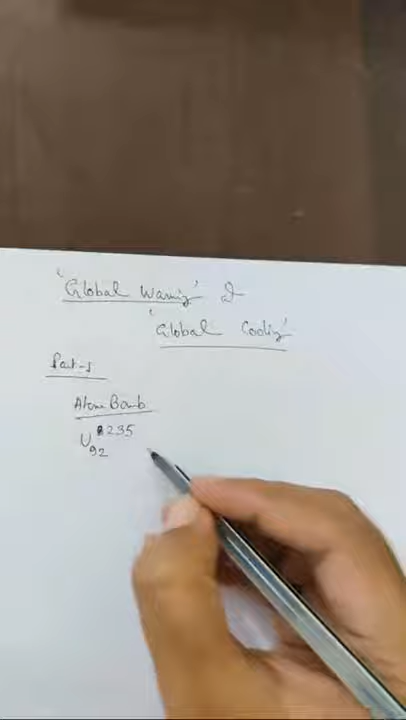 'Global Warming' &
'Global Cooling'
Part-1
Atom Bomb
U 235
92